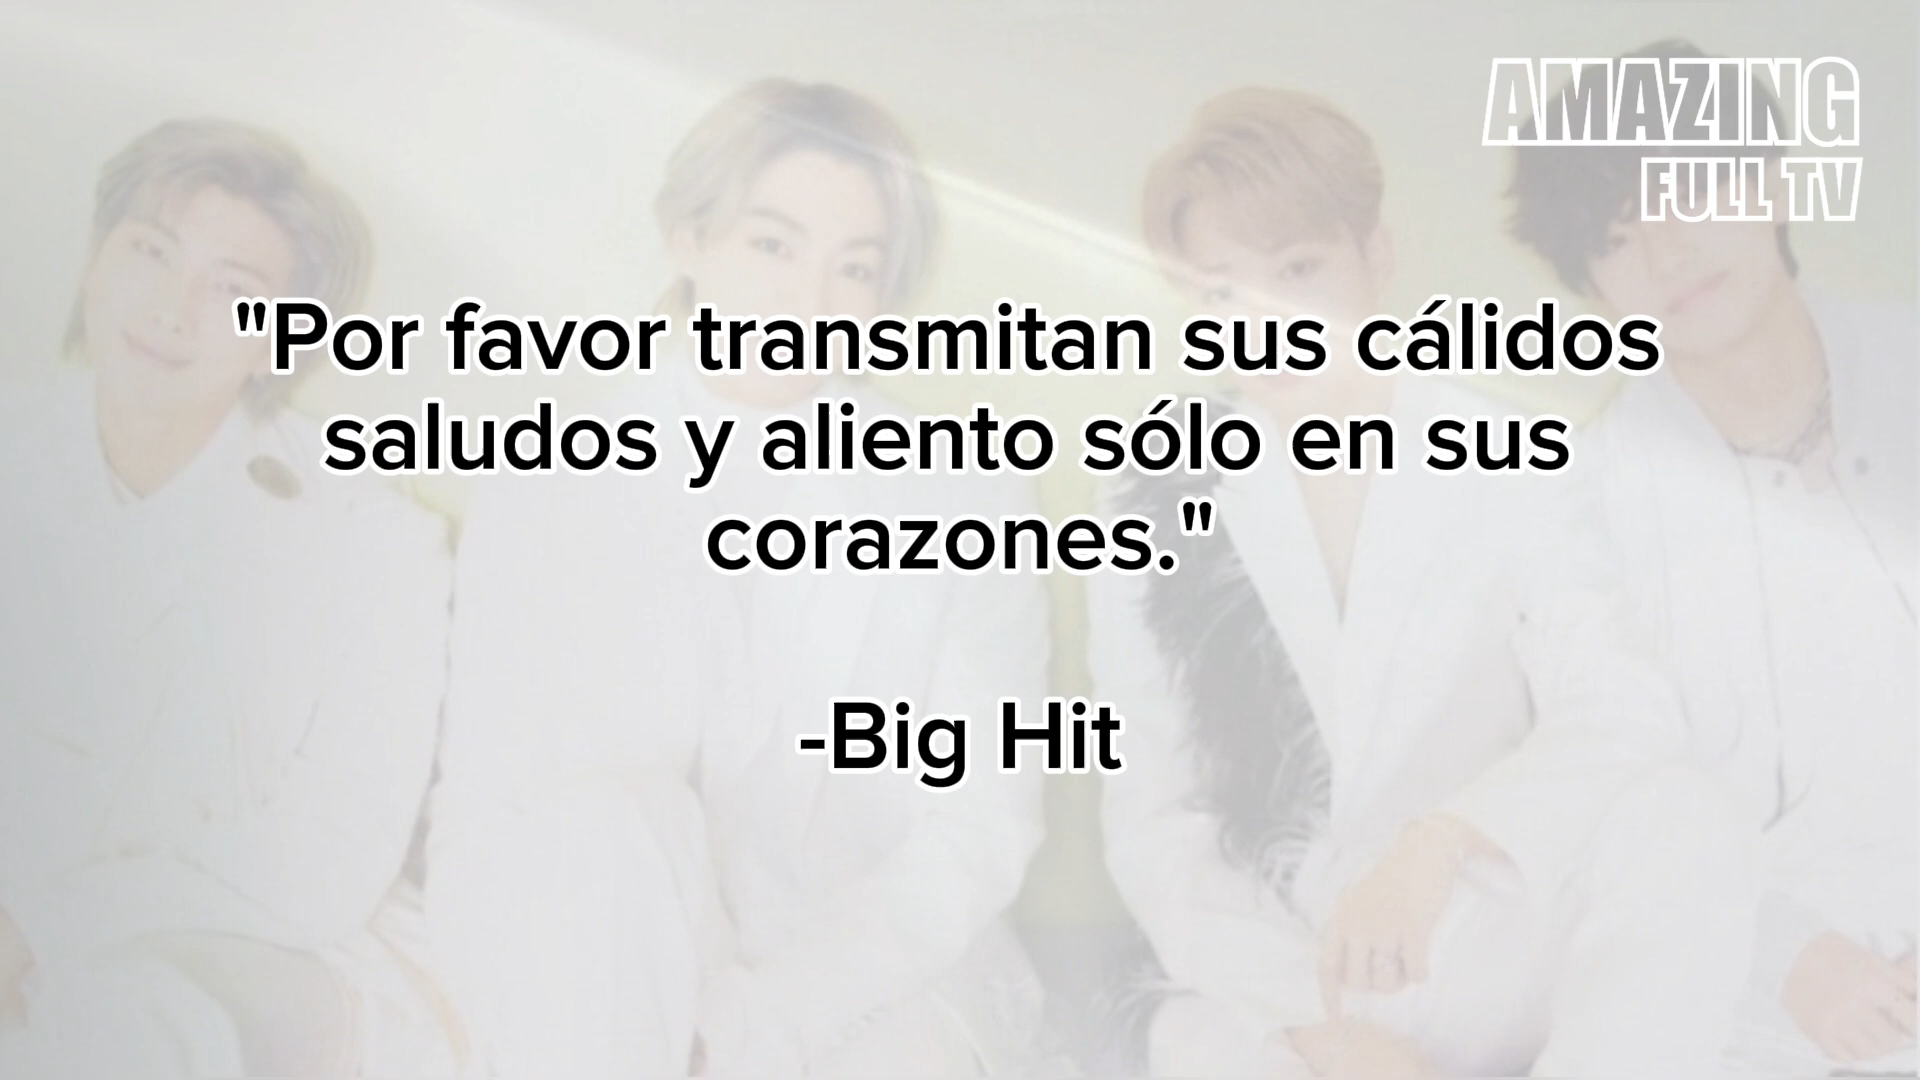 AMAZING
FULL TV
"Por favor transmitan sus cálidos
saludos y aliento sólo en sus
corazones."
-Big Hit